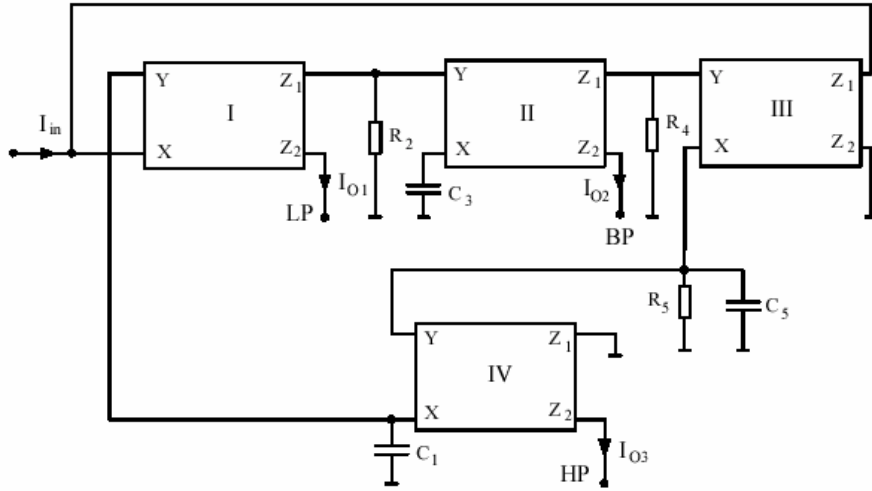 Y
Z1
I
X
Z2
Iin
R2
IO1
LP
Y
Z1
II
X
Z2
C3
R4
IO2
BP
Y
Z1
III
X
Z2
R5
C5
Y
Z1
IV
X
Z2
C1
IO3
HP